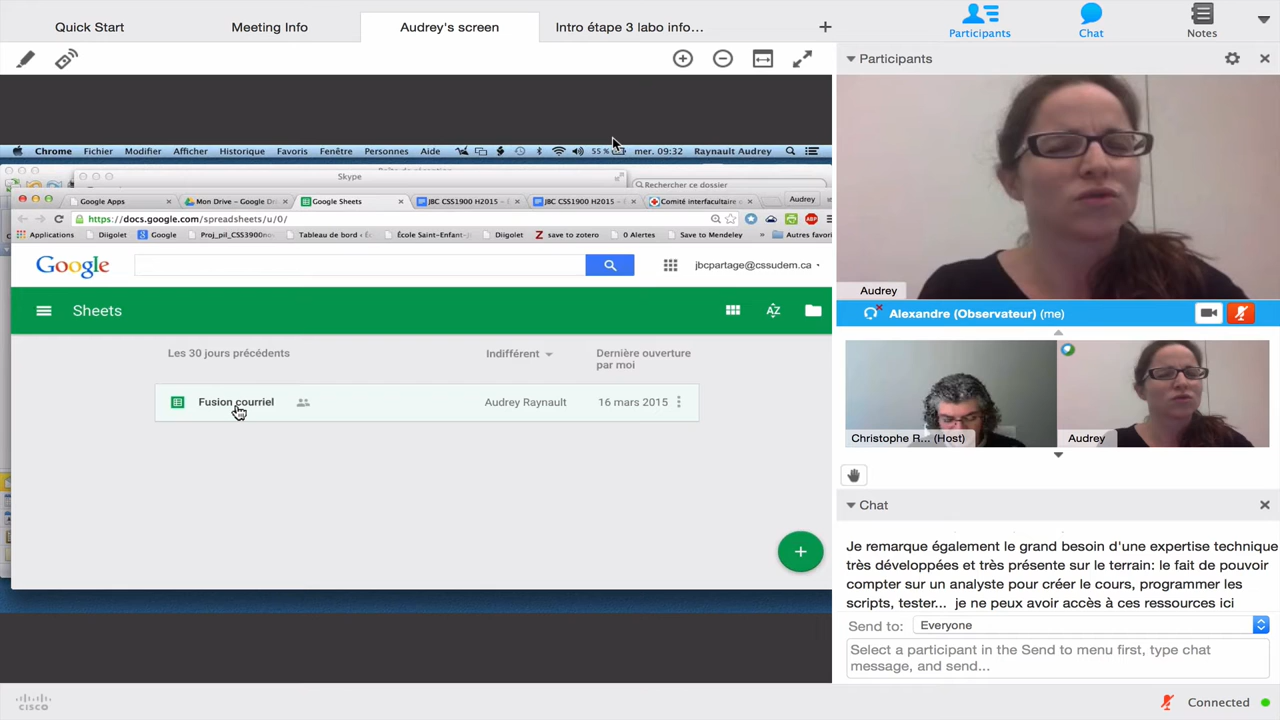 Quick Start
Meeting Info
Audrey's screen
Intro étape 3 labo info...
Participants
Chat
Notes
Participants
Chrome Fichier Modifier Afficher Historique Favoris Fenêtre Personnes Aide
55 %
mer. 09:32 Raynault Audrey
Skype
Rechercher ce dossier
Google Apps
Mon Drive – Google Dr
Google Sheets
JBC CSS1900 H2015 – F
JBC CSS1900 H2015 –
Comité interfacultaire
Audrey
https://docs.google.com/spreadsheets/u/0/
Applications
Diigolet
Google
Proj_pil_CSS3900nov
Tableau de bord
École Saint-Enfant-J
Diigolet
save to zotero
0 Alertes
Save to Mendeley
»
Autres favori
Google
jbcpartage@cssudem.ca
Sheets
Les 30 jours précédents
Indifférent
Dernière ouverture
par moi
Fusion courriel
Audrey Raynault
16 mars 2015
Audrey
Alexandre (Observateur) (me)
Christophe R... (Host)
Audrey
Chat
Je remarque également le grand besoin d'une expertise technique
très développées et très présente sur le terrain: le fait de pouvoir
compter sur un analyste pour créer le cours, programmer les
scripts, tester... je ne peux avoir accès à ces ressources ici
Send to: Everyone
Select a participant in the Send to menu first, type chat
message, and send...
cisco
Connected